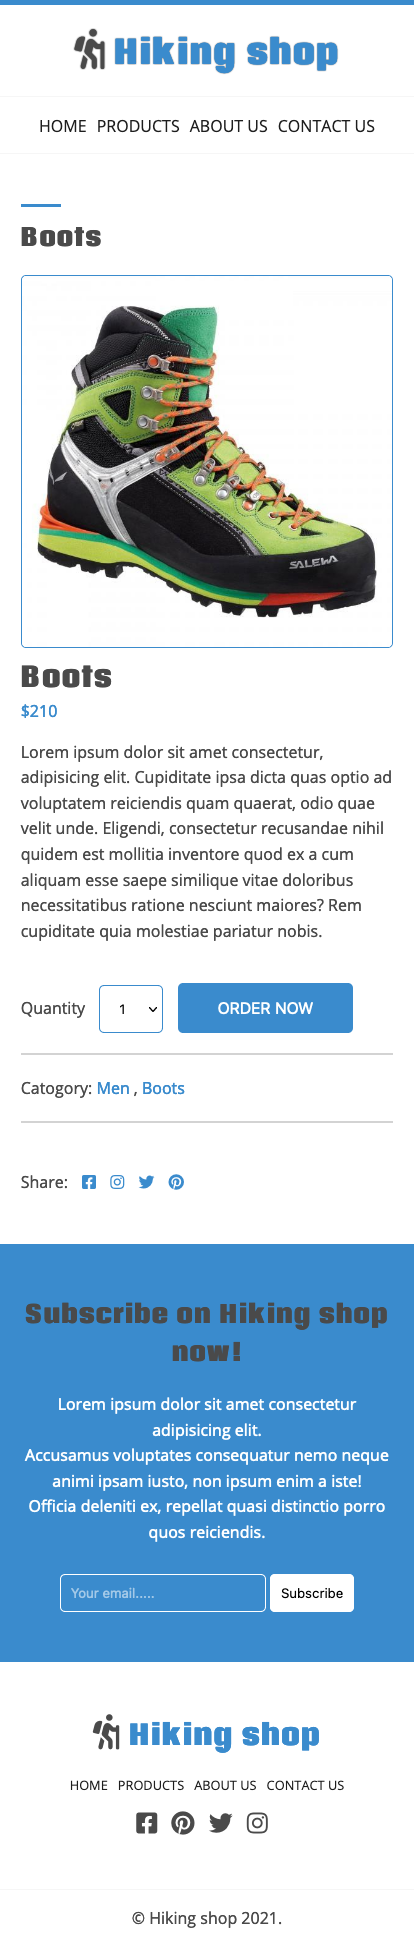 Hiking shop
HOME PRODUCTS ABOUT US CONTACT US
Boots
SALEWA
Boots
$210
Lorem ipsum dolor sit amet consectetur,
adipisicing elit. Cupiditate ipsa dicta quas optio ad
voluptatem reiciendis quam quaerat, odio quae
velit unde. Eligendi, consectetur recusandae nihil
quidem est mollitia inventore quod ex a cum
aliquam esse saepe similique vitae doloribus
necessitatibus ratione nesciunt maiores? Rem
cupiditate quia molestiae pariatur nobis.
Quantity 1 ORDER NOW
Catogory: Men , Boots
Share:
Subscribe on Hiking shop
now!
Lorem ipsum dolor sit amet consectetur
adipisicing elit.
Accusamus voluptates consequatur nemo neque
animi ipsam iusto, non ipsum enim a iste!
Officia deleniti ex, repellat quasi distinctio porro
quos reiciendis.
Your email..... Subscribe
Hiking shop
HOME PRODUCTS ABOUT US CONTACT US
© Hiking shop 2021.